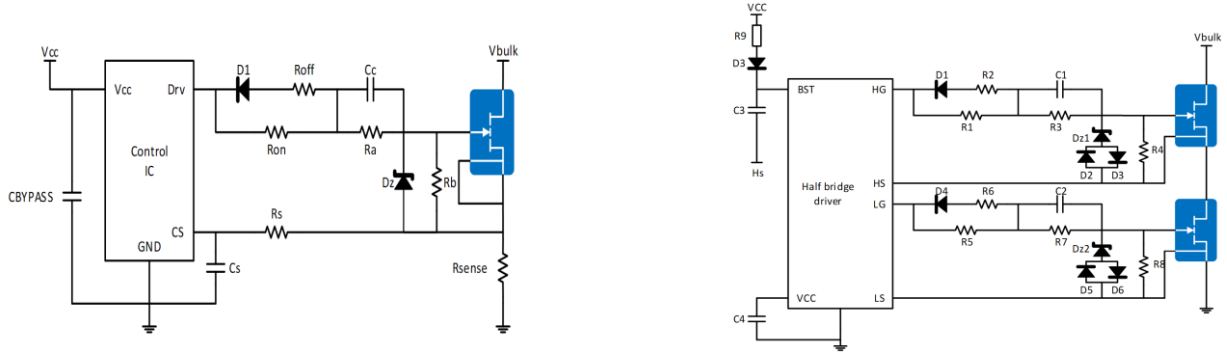 Vcc
Vcc
Drv
D1
Roff
Cc
Vbulk
Ron
Ra
Control
IC
Dz
Rb
CBYPASS
CS
Rs
GND
Cs
Rsense
VCC
R9
D3
C3
Hs
BST
HG
D1
R2
C1
Vbulk
R1
R3
Dz1
R4
D2
D3
Half bridge
driver
HS
LG
D4
R6
C2
R5
R7
Dz2
R8
D5
D6
VCC
LS
C4